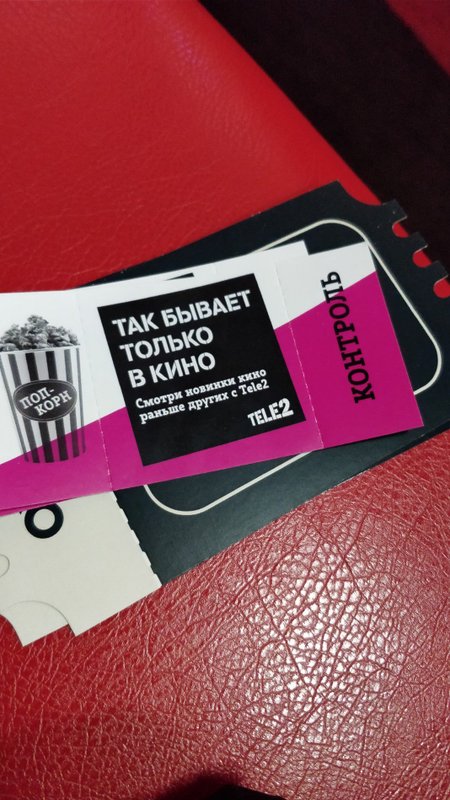 ТАК БЫВАЕТ
ТОЛЬКО
В КИНО
Смотри новинки кино
раньше других с Tele2
TELE2
ПОП-
КОРН
КОНТРОЛЬ